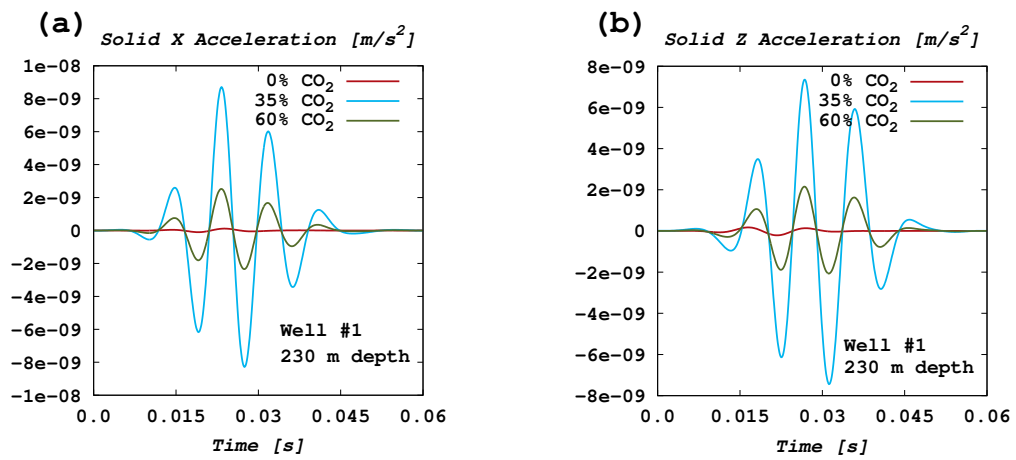 (a)
Solid X Acceleration [m/s²]
1e−08
8e−09
6e−09
4e−09
2e−09
0
−2e−09
−4e−09
−6e−09
−8e−09
−1e−08
0% CO₂
35% CO₂
60% CO₂
Well #1
230 m depth
0.0 0.015 0.03 0.045 0.06
Time [s]
(b)
Solid Z Acceleration [m/s²]
8e−09
6e−09
4e−09
2e−09
0
−2e−09
−4e−09
−6e−09
−8e−09
0% CO₂
35% CO₂
60% CO₂
Well #1
230 m depth
0.0 0.015 0.03 0.045 0.06
Time [s]